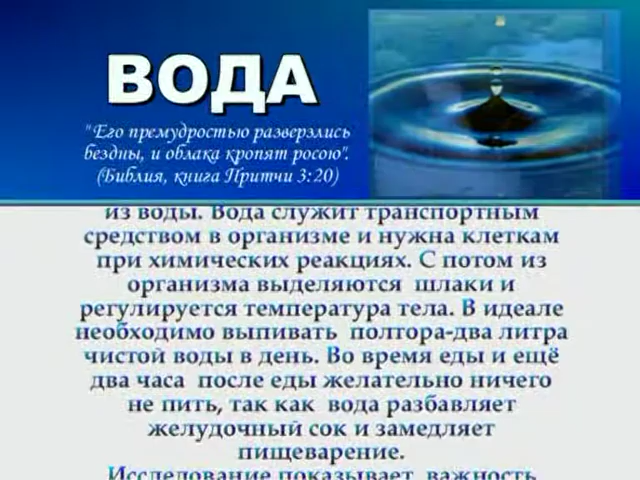 ВОДА
"Его премудростью разверзлись
бездны, и облака кропят росою".
(Библия, книга Притчи 3:20)
из воды. Вода служит транспортным
средством в организме и нужна клеткам
при химических реакциях. С потом из
организма выделяются шлаки и
регулируется температура тела. В идеале
необходимо выпивать полтора-два литра
чистой воды в день. Во время еды и ещё
два часа после еды желательно ничего
не пить, так как вода разбавляет
желудочный сок и замедляет
пищеварение.
Исследование показывает важность